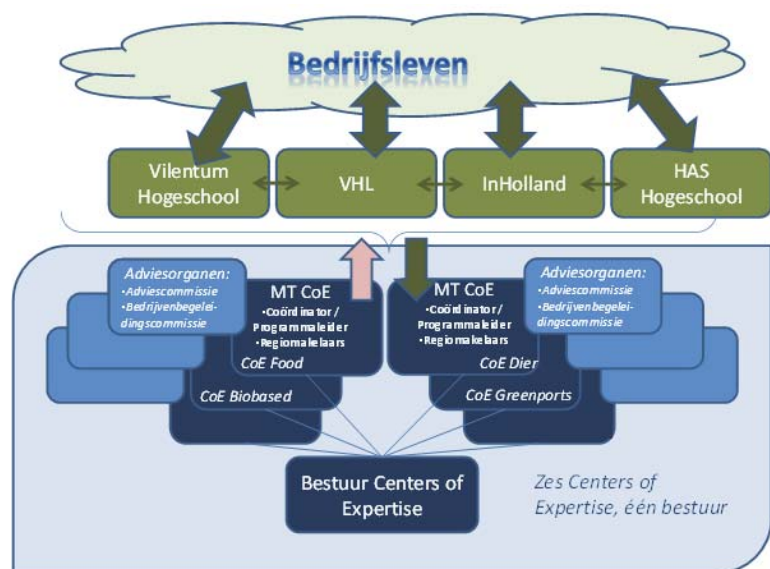 Bedrijfsleven
Vilentum
Hogeschool
VHL
InHolland
HAS
Hogeschool
Adviesorganen:
•Adviescommissie
•Bedrijvenbegelei-
dingscommissie
MT CoE
•Coördinator/
Programmaleider
•Regiomakelaars
CoE Food
CoE Biobased
MT CoE
•Coördinator/
Programmaleider
•Regiomakelaars
CoE Dier
CoE Greenports
Adviesorganen:
•Adviescommissie
•Bedrijvenbegelei-
dingscommissie
Bestuur Centers of
Expertise
Zes Centers of
Expertise, één bestuur